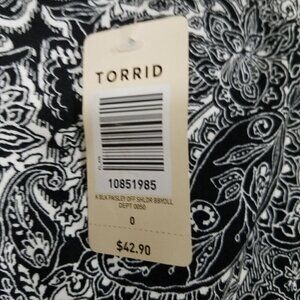 TORRID
10851985
K BLK PAISLEY OFF SHLDR BBYDLL
DEPT 0050
0
$42.90